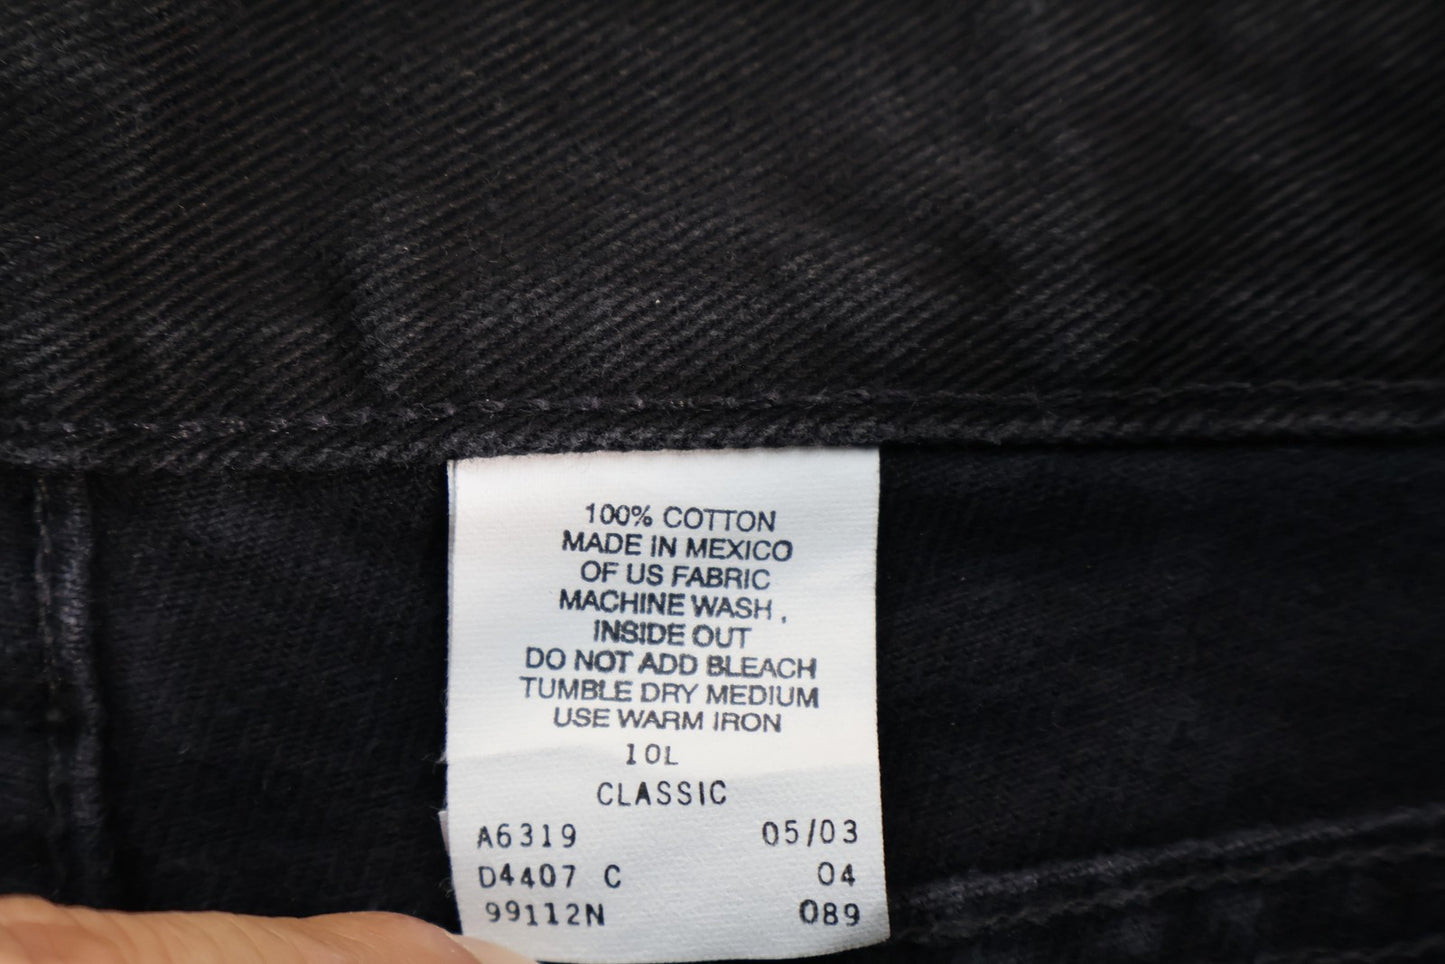 100% COTTON
MADE IN MEXICO
OF US FABRIC
MACHINE WASH,
INSIDE OUT
DO NOT ADD BLEACH
TUMBLE DRY MEDIUM
USE WARM IRON
10L
CLASSIC
A6319 05/03
D4407 C 04
99112N 089